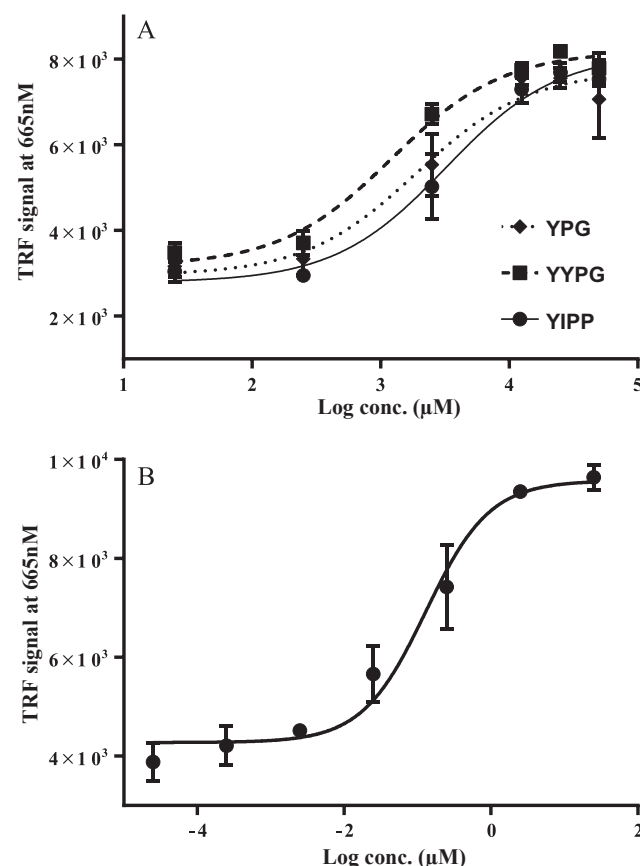 A
8×10³
6×10³
4×10³
2×10³
TRF signal at 665nM
YPG
YYPG
YIPP
1 2 3 4 5
Log conc. (µM)
B
1×10⁴
8×10³
6×10³
4×10³
TRF signal at 665nM
-4 -2 0 2
Log conc. (µM)